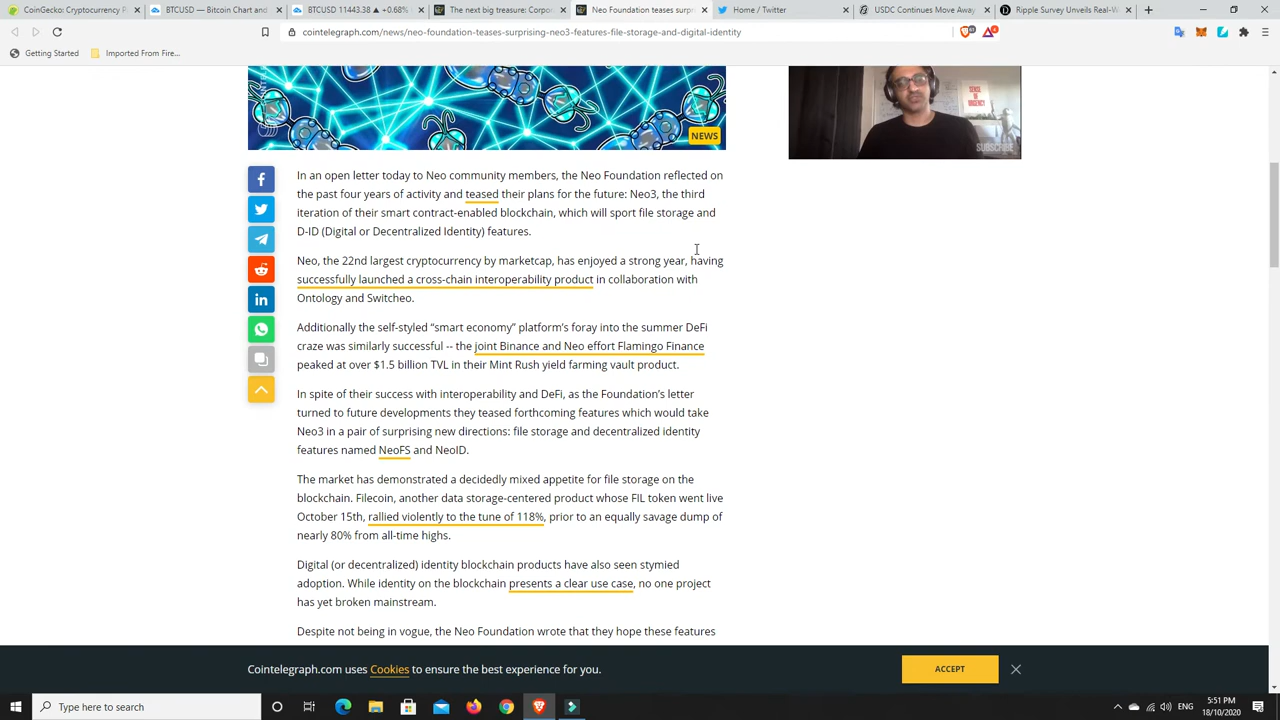 CoinGecko: Cryptocurrency P
BTCUSD — Bitcoin Chart and
BTCUSD 11443.38 ▲ +0.68%
The next big treasure: Corpo
Neo Foundation teases surpr
Home / Twitter
USDC Continues Move Away
Ripple Survey Unveils Real-W
cointelegraph.com/news/neo-foundation-teases-surprising-neo3-features-file-storage-and-digital-identity
Getting Started
Imported From Fire...
NEWS
SENSE OF URGENCY
SUBSCRIBE
In an open letter today to Neo community members, the Neo Foundation reflected on
the past four years of activity and teased their plans for the future: Neo3, the third
iteration of their smart contract-enabled blockchain, which will sport file storage and
D-ID (Digital or Decentralized Identity) features.
Neo, the 22nd largest cryptocurrency by marketcap, has enjoyed a strong year, having
successfully launched a cross-chain interoperability product in collaboration with
Ontology and Switcheo.
Additionally the self-styled “smart economy” platform’s foray into the summer DeFi
craze was similarly successful -- the joint Binance and Neo effort Flamingo Finance
peaked at over $1.5 billion TVL in their Mint Rush yield farming vault product.
In spite of their success with interoperability and DeFi, as the Foundation’s letter
turned to future developments they teased forthcoming features which would take
Neo3 in a pair of surprising new directions: file storage and decentralized identity
features named NeoFS and NeoID.
The market has demonstrated a decidedly mixed appetite for file storage on the
blockchain. Filecoin, another data storage-centered product whose FIL token went live
October 15th, rallied violently to the tune of 118%, prior to an equally savage dump of
nearly 80% from all-time highs.
Digital (or decentralized) identity blockchain products have also seen stymied
adoption. While identity on the blockchain presents a clear use case, no one project
has yet broken mainstream.
Despite not being in vogue, the Neo Foundation wrote that they hope these features
Cointelegraph.com uses Cookies to ensure the best experience for you.
ACCEPT
Type here to search
ENG
5:51 PM
18/10/2020